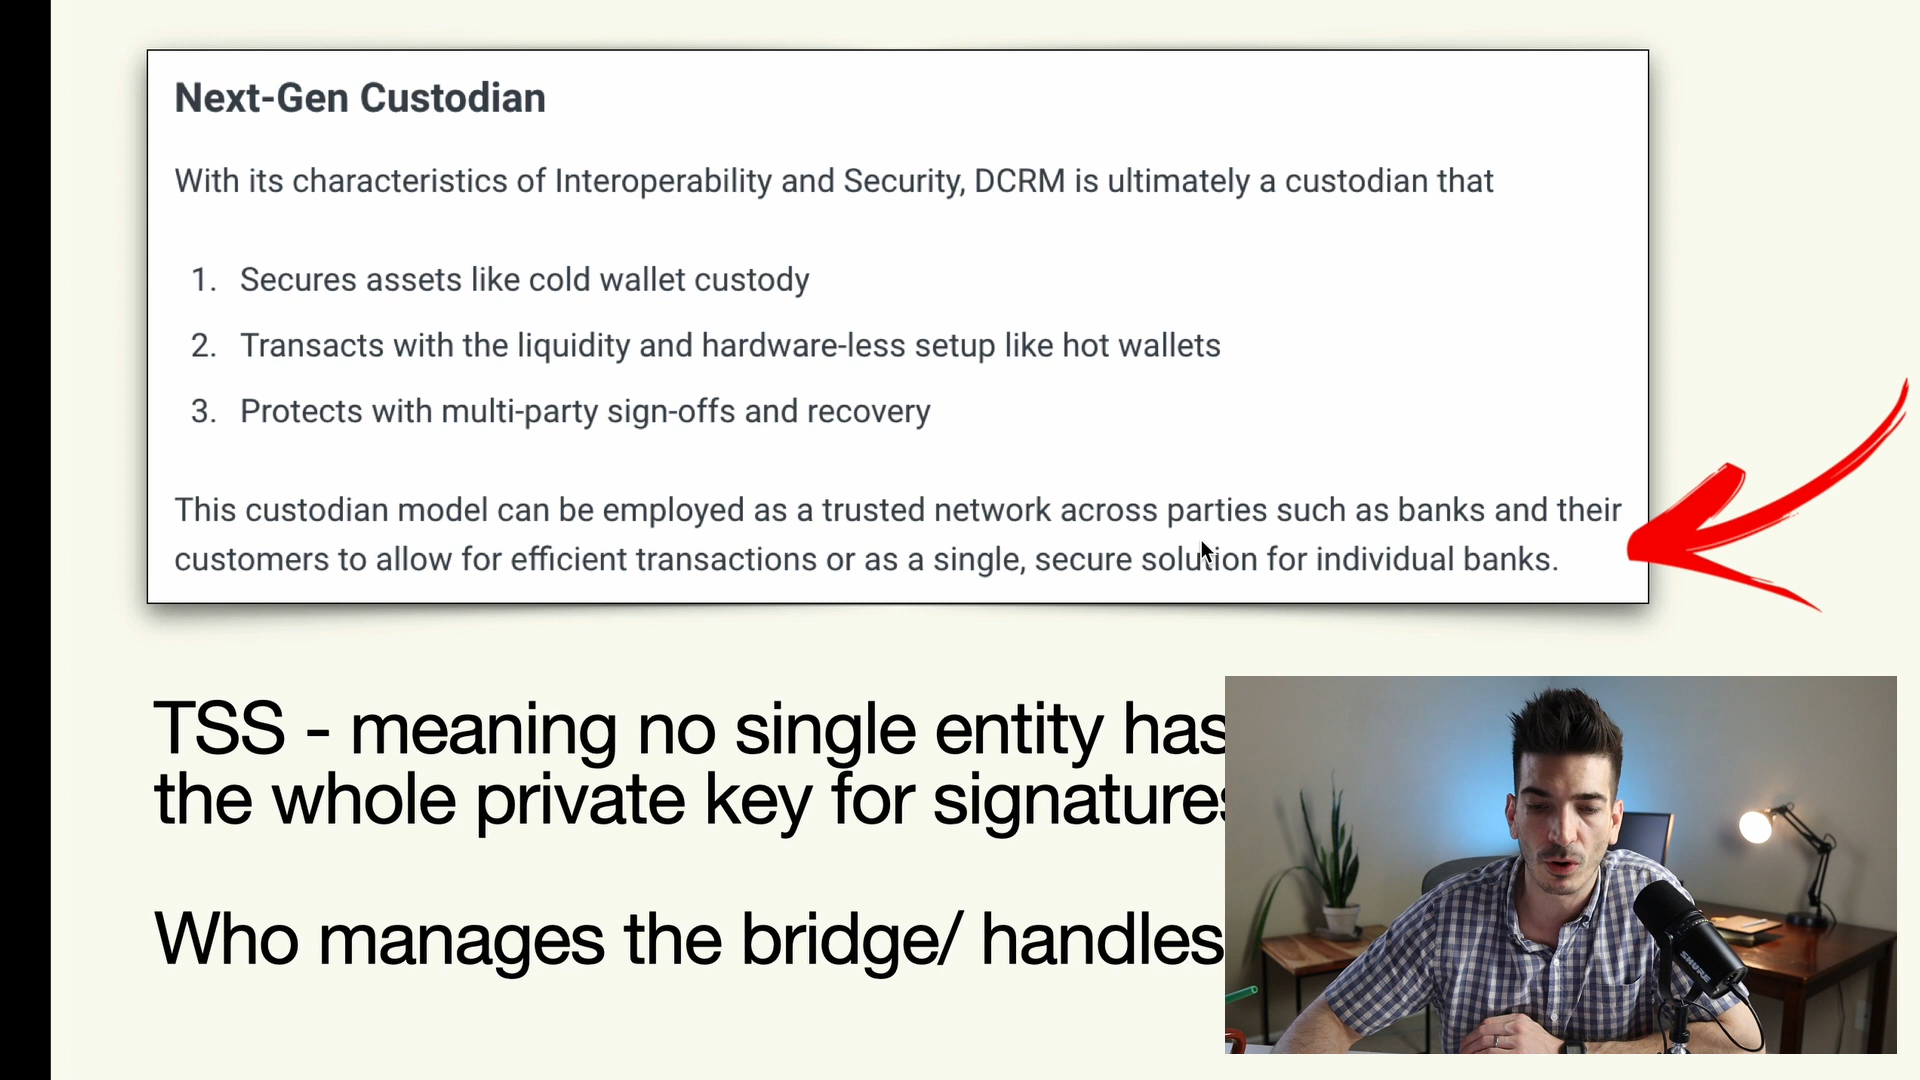 Next-Gen Custodian
With its characteristics of Interoperability and Security, DCRM is ultimately a custodian that
1. Secures assets like cold wallet custody
2. Transacts with the liquidity and hardware-less setup like hot wallets
3. Protects with multi-party sign-offs and recovery
This custodian model can be employed as a trusted network across parties such as banks and their
customers to allow for efficient transactions or as a single, secure solution for individual banks.
TSS - meaning no single entity has
the whole private key for signatures
Who manages the bridge/ handles
SHURE